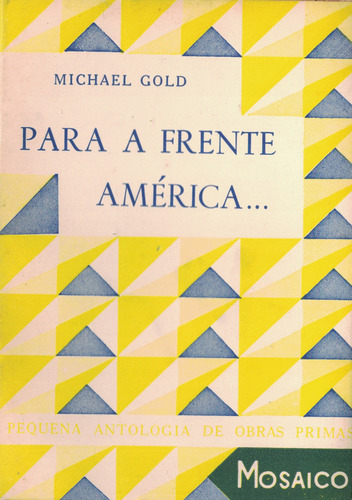 MICHAEL GOLD
PARA A FRENTE
AMÉRICA...
PEQUENA ANTOLOGIA DE OBRAS PRIMAS
MOSAICO